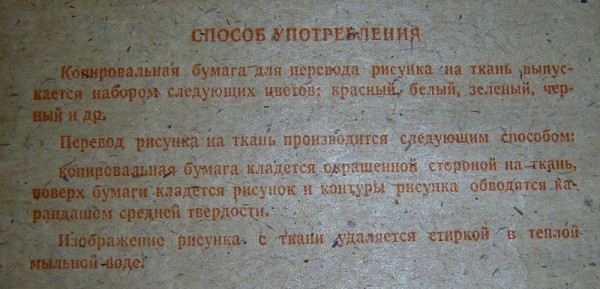 СПОСОБ УПОТРЕБЛЕНИЯ
Копировальная бумага для перевода рисунка на ткань выпус-
кается набором следующих цветов: красный, белый, зеленый, чер-
ный и др.
Перевод рисунка на ткань производится следующим способом:
копировальная бумага кладется окрашенной стороной на ткань,
поверх бумаги кладется рисунок и контуры рисунка обводятся ка-
рандашом средней твердости.
Изображение рисунка с ткани удаляется стиркой в теплой
мыльной воде.